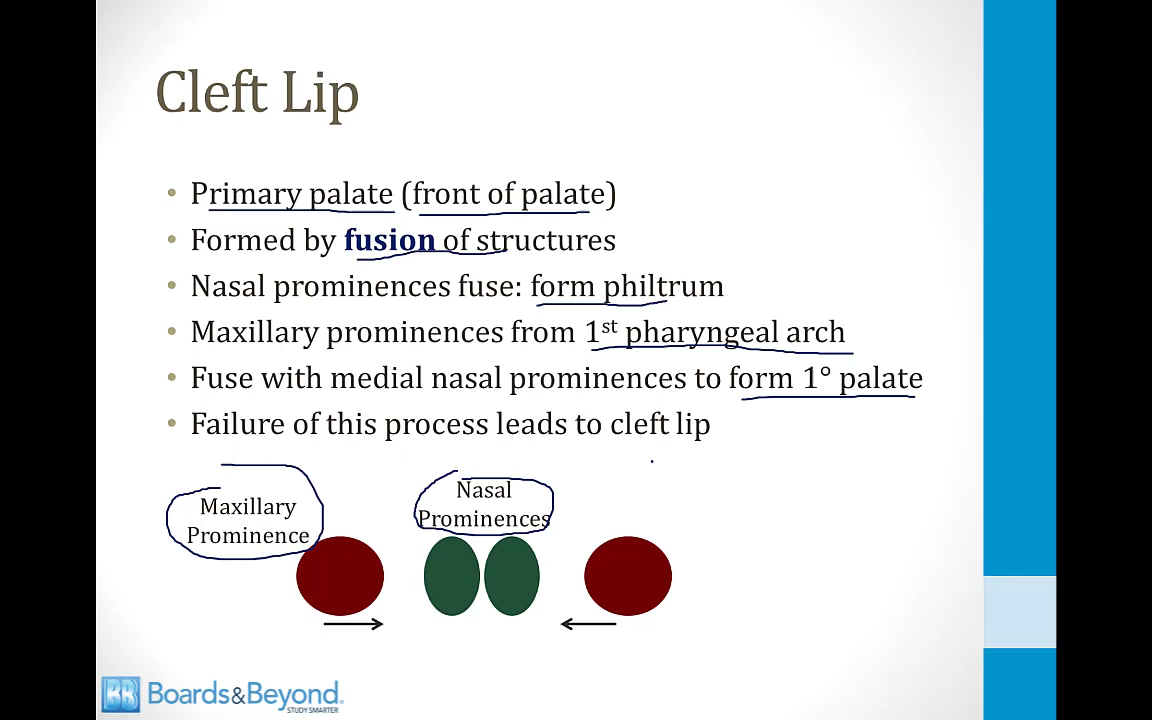 Cleft Lip
• Primary palate (front of palate)
• Formed by fusion of structures
• Nasal prominences fuse: form philtrum
• Maxillary prominences from 1st pharyngeal arch
• Fuse with medial nasal prominences to form 1° palate
• Failure of this process leads to cleft lip
Maxillary
Prominence
Nasal
Prominences
BB Boards&Beyond.
STUDY SMARTER